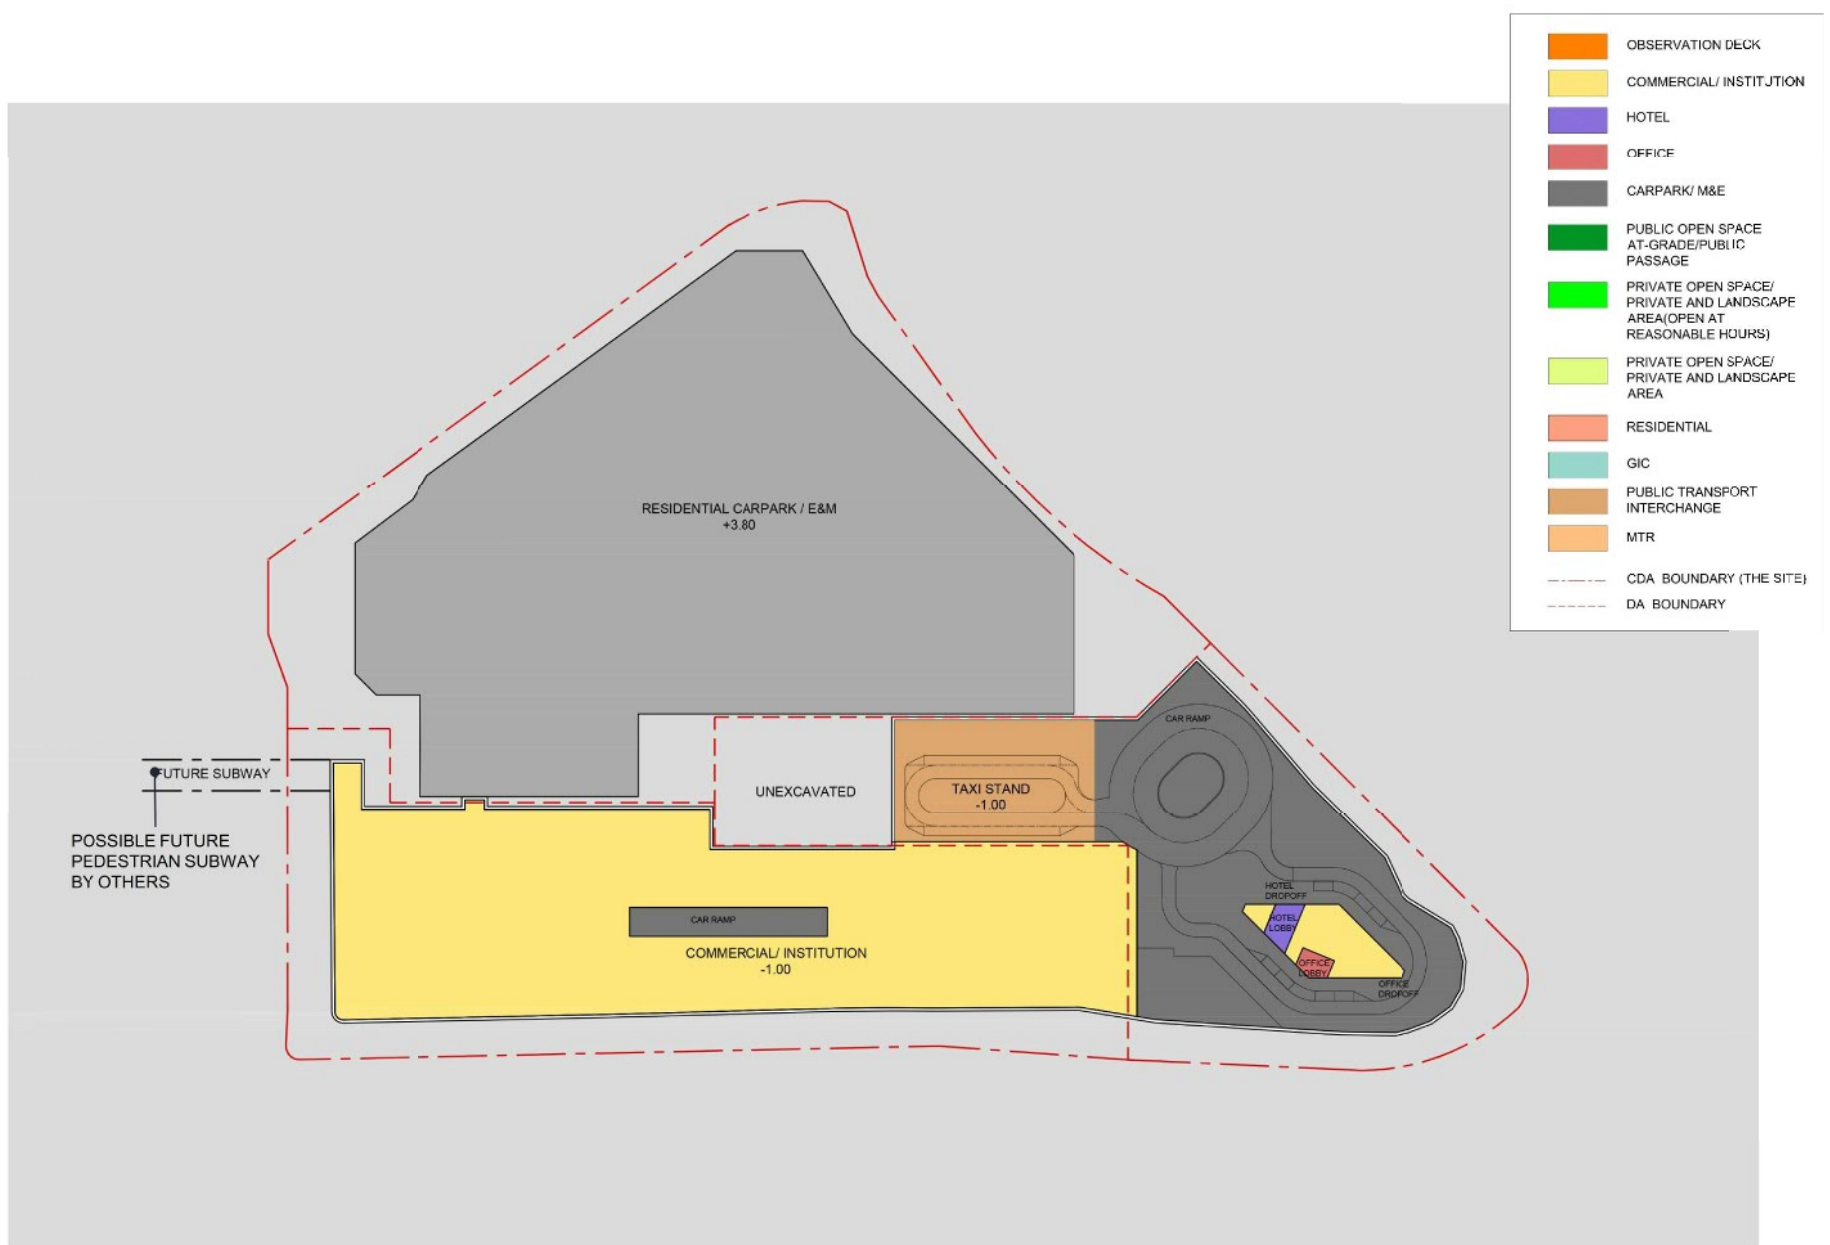 OBSERVATION DECK
COMMERCIAL/ INSTITUTION
HOTEL
OFFICE
CARPARK/ M&E
PUBLIC OPEN SPACE
AT-GRADE/PUBLIC
PASSAGE
PRIVATE OPEN SPACE/
PRIVATE AND LANDSCAPE
AREA(OPEN AT
REASONABLE HOURS)
PRIVATE OPEN SPACE/
PRIVATE AND LANDSCAPE
AREA
RESIDENTIAL
GIC
PUBLIC TRANSPORT
INTERCHANGE
MTR
CDA BOUNDARY (THE SITE)
DA BOUNDARY
RESIDENTIAL CARPARK / E&M
+3.80
CAR RAMP
FUTURE SUBWAY
UNEXCAVATED
TAXI STAND
-1.00
POSSIBLE FUTURE
PEDESTRIAN SUBWAY
BY OTHERS
HOTEL
DROPOFF
HOTEL
LOBBY
CAR RAMP
COMMERCIAL/ INSTITUTION
-1.00
OFFICE
LOBBY
OFFICE
DROPOFF